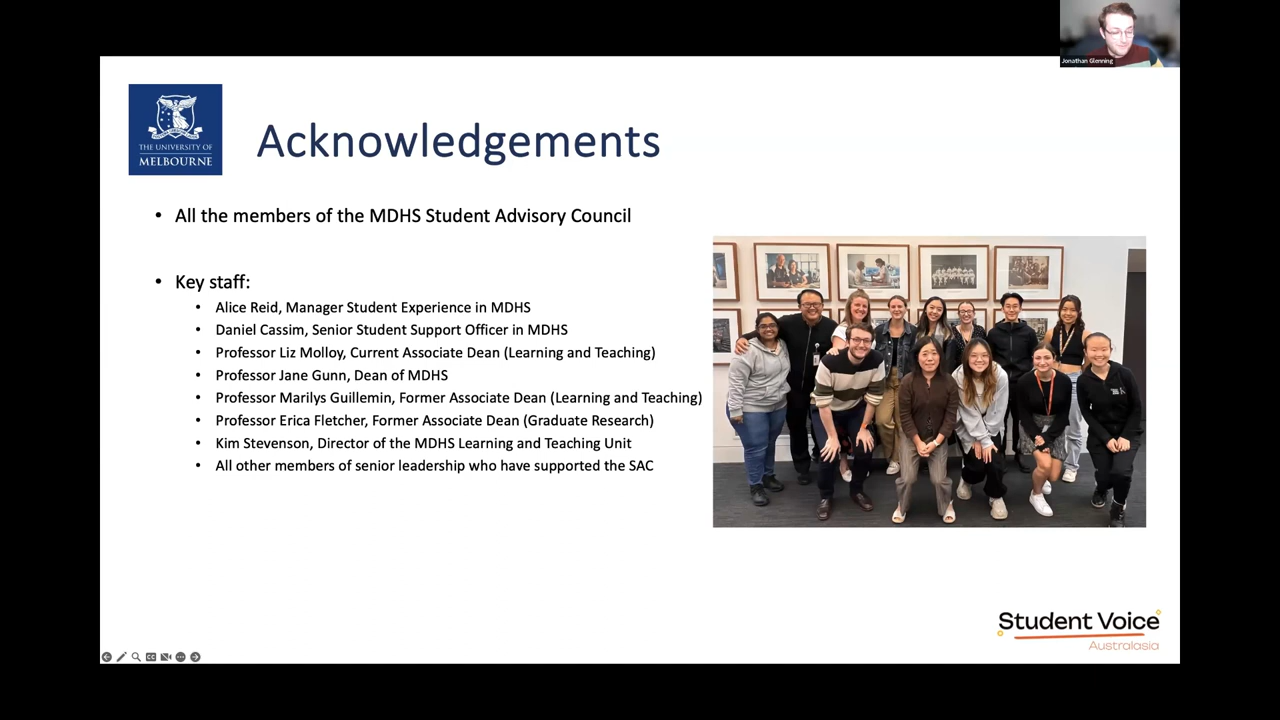 Jonathan Glenning
THE UNIVERSITY OF
MELBOURNE
Acknowledgements
• All the members of the MDHS Student Advisory Council
• Key staff:
• Alice Reid, Manager Student Experience in MDHS
• Daniel Cassim, Senior Student Support Officer in MDHS
• Professor Liz Molloy, Current Associate Dean (Learning and Teaching)
• Professor Jane Gunn, Dean of MDHS
• Professor Marilys Guillemin, Former Associate Dean (Learning and Teaching)
• Professor Erica Fletcher, Former Associate Dean (Graduate Research)
• Kim Stevenson, Director of the MDHS Learning and Teaching Unit
• All other members of senior leadership who have supported the SAC
Student Voice
Australasia